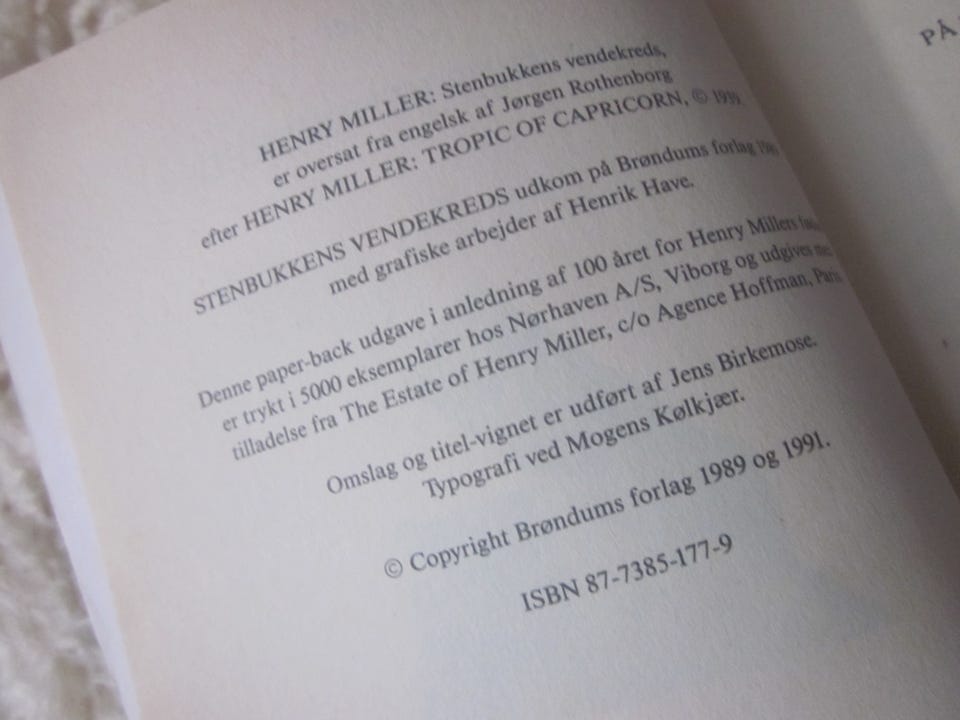 HENRY MILLER: Stenbukkens vendekreds,
er oversat fra engelsk af Jørgen Rothenborg
efter HENRY MILLER: TROPIC OF CAPRICORN, © 1939.
STENBUKKENS VENDEKREDS udkom på Brøndums forlag
med grafiske arbejder af Henrik Have.
Denne paper-back udgave i anledning af 100 året for Henry Millers
er trykt i 5000 eksemplarer hos Nørhaven A/S, Viborg og udgives
tilladelse fra The Estate of Henry Miller, c/o Agence Hoffman, Paris
Omslag og titel-vignet er udført af Jens Birkemose.
Typografi ved Mogens Kølkjær.
© Copyright Brøndums forlag 1989 og 1991.
ISBN 87-7385-177-9
PÅ